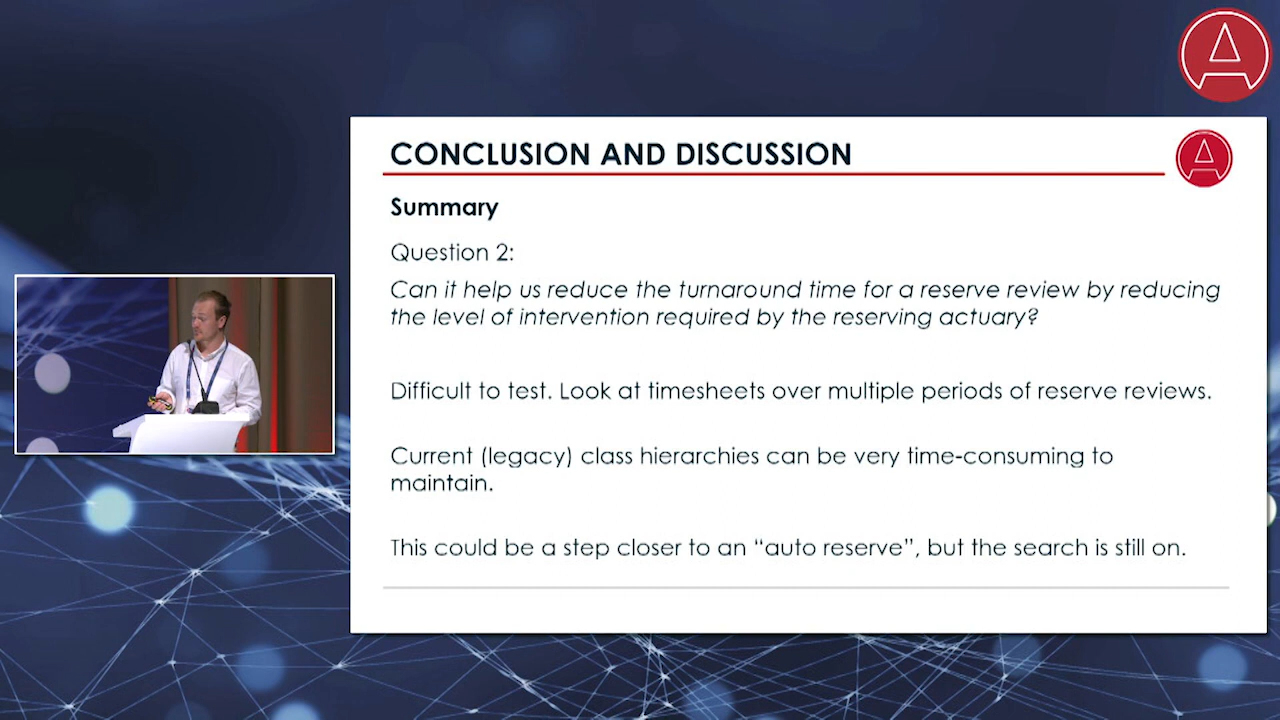 CONCLUSION AND DISCUSSION
Summary
Question 2:
Can it help us reduce the turnaround time for a reserve review by reducing
the level of intervention required by the reserving actuary?
Difficult to test. Look at timesheets over multiple periods of reserve reviews.
Current (legacy) class hierarchies can be very time-consuming to
maintain.
This could be a step closer to an “auto reserve”, but the search is still on.